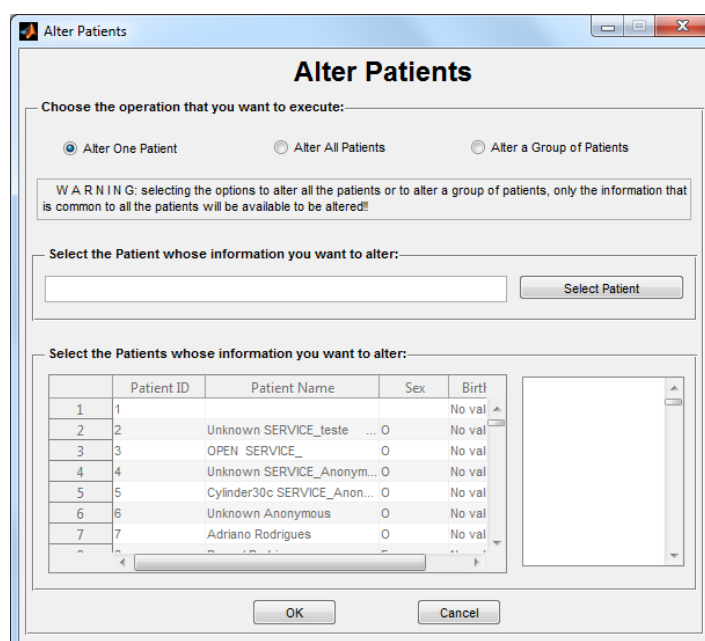 Alter Patients
Alter Patients
Choose the operation that you want to execute:
Alter One Patient Alter All Patients Alter a Group of Patients
W A R N I N G: selecting the options to alter all the patients or to alter a group of patients, only the information that
is common to all the patients will be available to be altered!!
Select the Patient whose information you want to alter:
Select Patient
Select the Patients whose information you want to alter:
Patient ID Patient Name Sex Birth
1 1 No val
2 2 Unknown SERVICE_teste ... O No val
3 3 OPEN SERVICE_ O No val
4 4 Unknown SERVICE_Anonym... O No val
5 5 Cylinder30c SERVICE_Anon... O No val
6 6 Unknown Anonymous O No val
7 7 Adriano Rodrigues O No val
OK Cancel